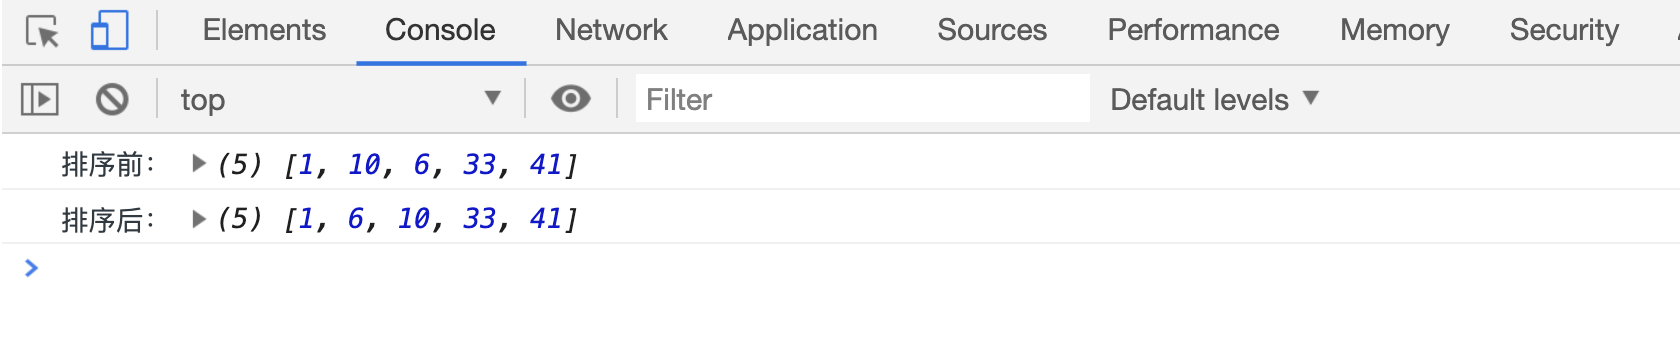 Elements Console Network Application Sources Performance Memory Security
top Filter Default levels
排序前： (5) [1, 10, 6, 33, 41]
排序后： (5) [1, 6, 10, 33, 41]